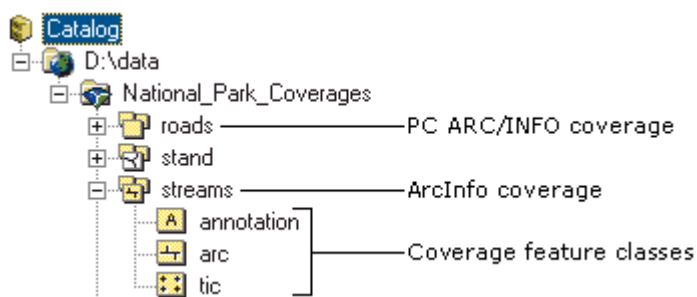 Catalog
D:\data
National_Park_Coverages
roads PC ARC/INFO coverage
stand
streams ArcInfo coverage
A annotation
arc Coverage feature classes
tic